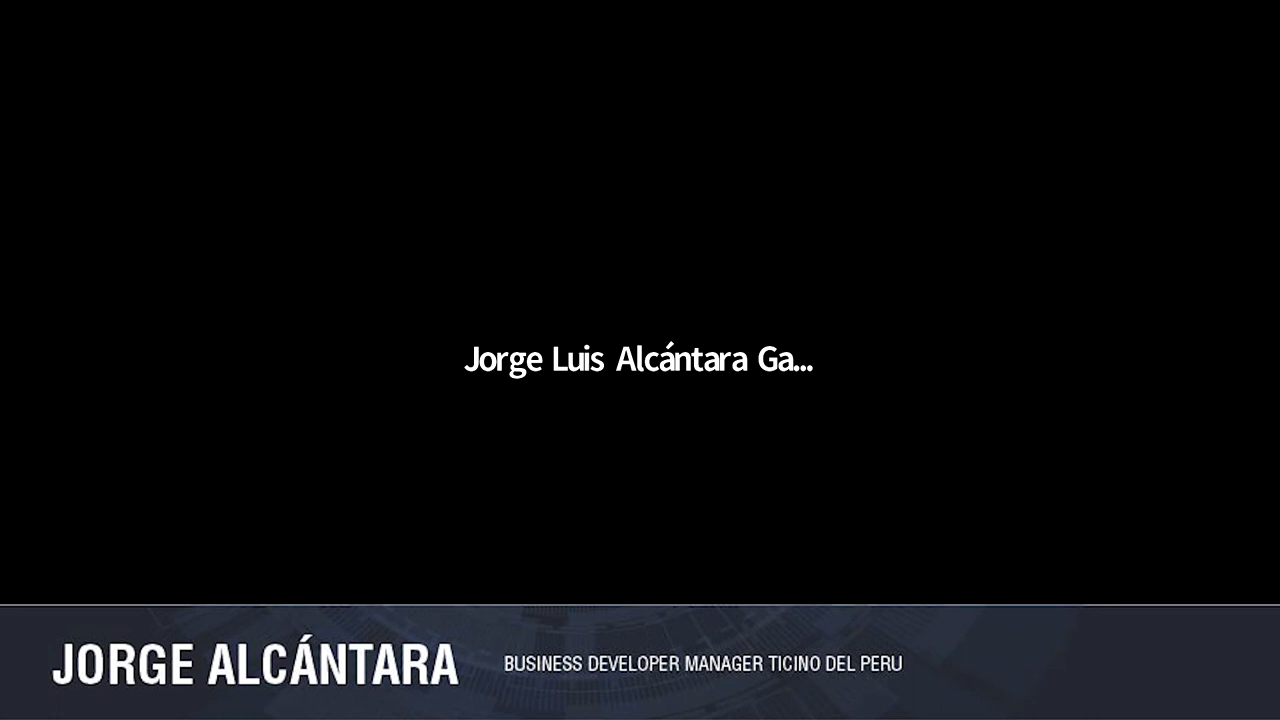 Jorge Luis Alcántara Ga...
JORGE ALCÁNTARA
BUSINESS DEVELOPER MANAGER TICINO DEL PERU